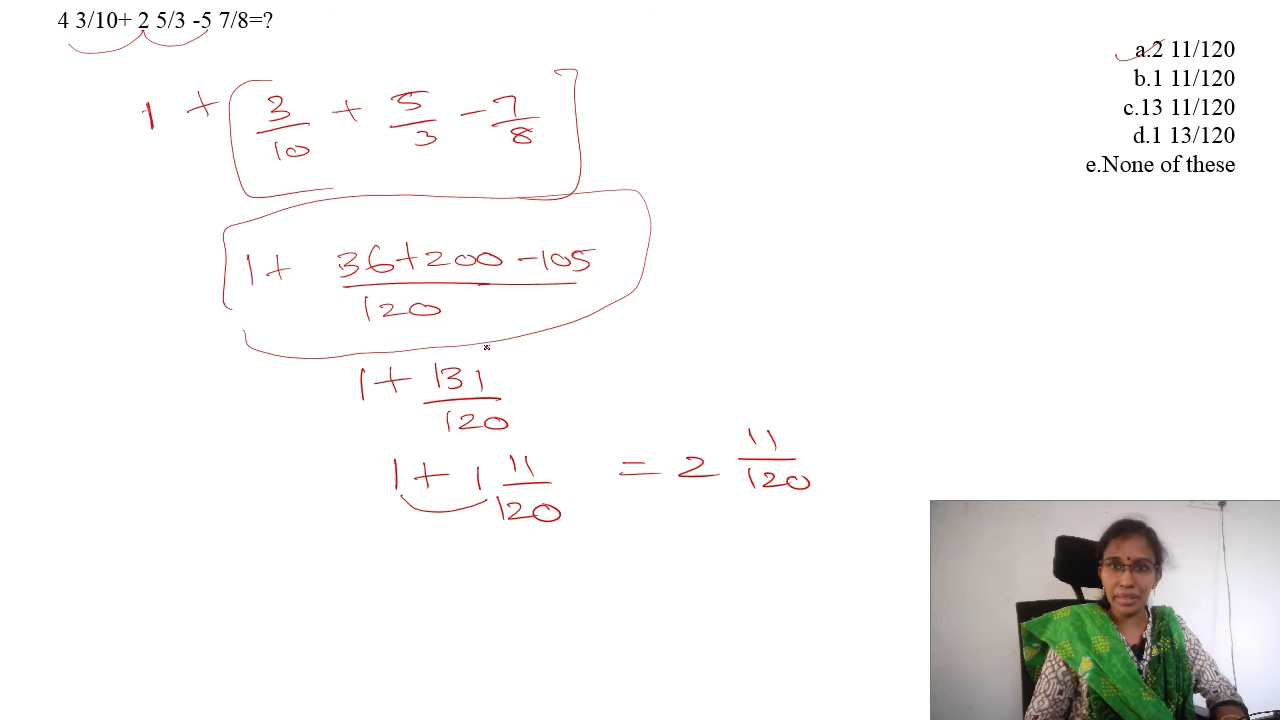 4 3/10+ 2 5/3 -5 7/8=?
a.2 11/120
b.1 11/120
c.13 11/120
d.1 13/120
e.None of these
1 + [3/10 + 5/3 - 7/8]
1+ 36+200-105/120
1+ 131/120
1+ 1 11/120 = 2 11/120